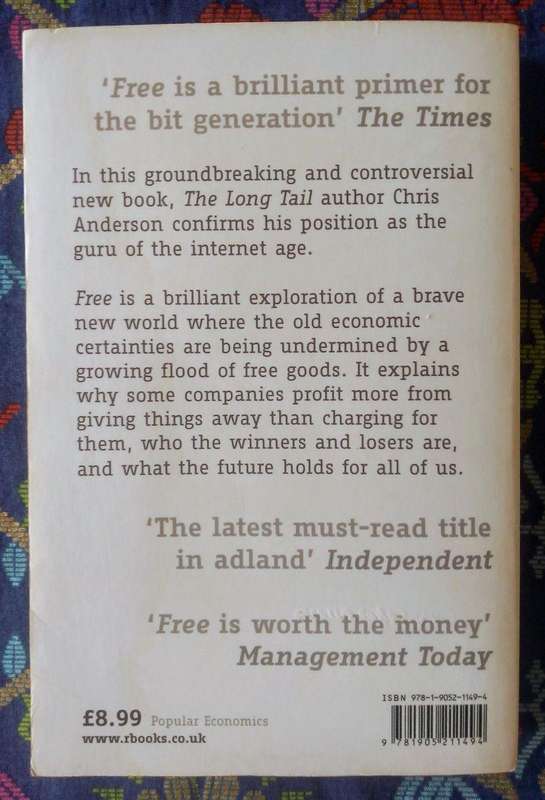 ‘Free is a brilliant primer for
the bit generation’ The Times
In this groundbreaking and controversial
new book, The Long Tail author Chris
Anderson confirms his position as the
guru of the internet age.
Free is a brilliant exploration of a brave
new world where the old economic
certainties are being undermined by a
growing flood of free goods. It explains
why some companies profit more from
giving things away than charging for
them, who the winners and losers are,
and what the future holds for all of us.
‘The latest must-read title
in adland’ Independent
‘Free is worth the money’
Management Today
£8.99 Popular Economics
www.rbooks.co.uk
ISBN 978-1-9052-1149-4
9 781905 211494